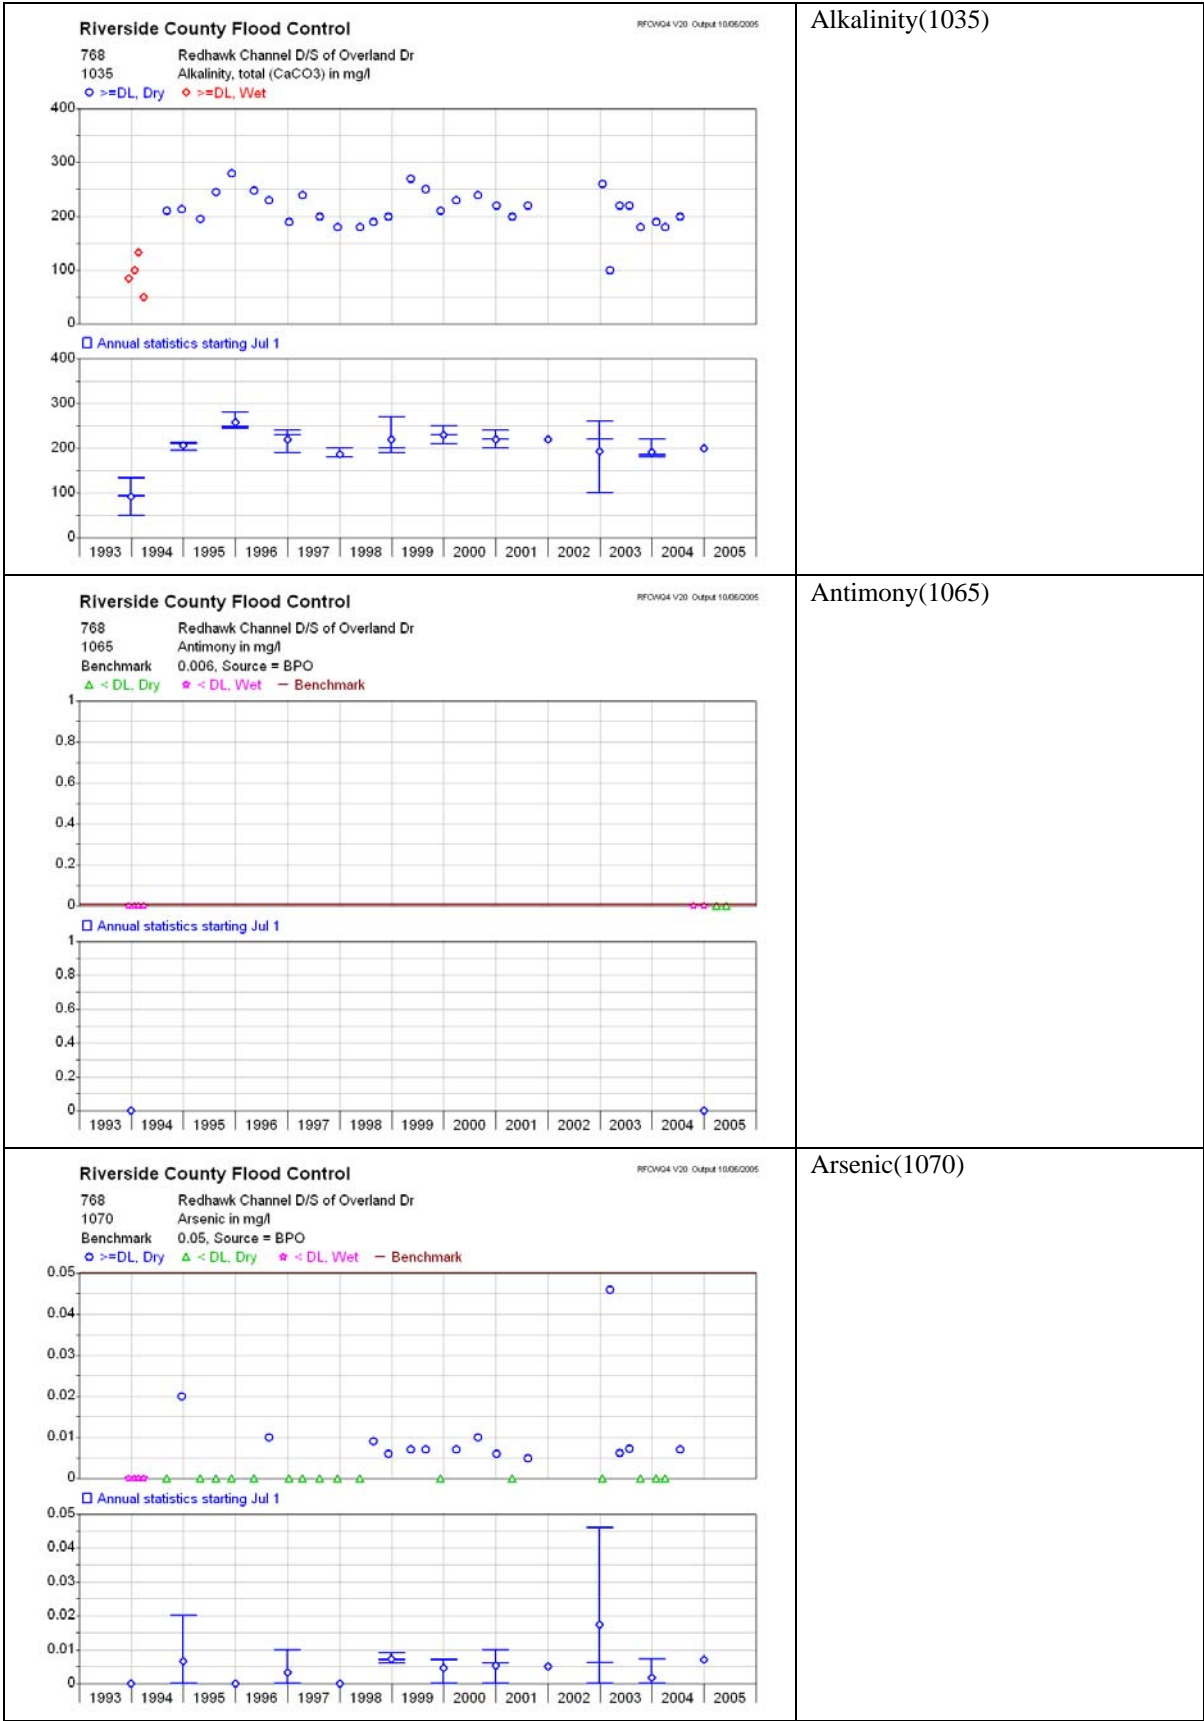 Riverside County Flood Control
RFCWQ4 V20 Output 10/06/2005
768 Redhawk Channel D/S of Overland Dr
1035 Alkalinity, total (CaCO3) in mg/l
>=DL, Dry >=DL, Wet
400
300
200
100
0
Annual statistics starting Jul 1
400
300
200
100
0
1993 1994 1995 1996 1997 1998 1999 2000 2001 2002 2003 2004 2005
Alkalinity(1035)
Riverside County Flood Control
RFCWQ4 V20 Output 10/06/2005
768 Redhawk Channel D/S of Overland Dr
1065 Antimony in mg/l
Benchmark 0.006, Source = BPO
< DL, Dry < DL, Wet Benchmark
1
0.8
0.6
0.4
0.2
0
Annual statistics starting Jul 1
1
0.8
0.6
0.4
0.2
0
1993 1994 1995 1996 1997 1998 1999 2000 2001 2002 2003 2004 2005
Antimony(1065)
Riverside County Flood Control
RFCWQ4 V20 Output 10/06/2005
768 Redhawk Channel D/S of Overland Dr
1070 Arsenic in mg/l
Benchmark 0.05, Source = BPO
>=DL, Dry < DL, Dry < DL, Wet Benchmark
0.05
0.04
0.03
0.02
0.01
0
Annual statistics starting Jul 1
0.05
0.04
0.03
0.02
0.01
0
1993 1994 1995 1996 1997 1998 1999 2000 2001 2002 2003 2004 2005
Arsenic(1070)